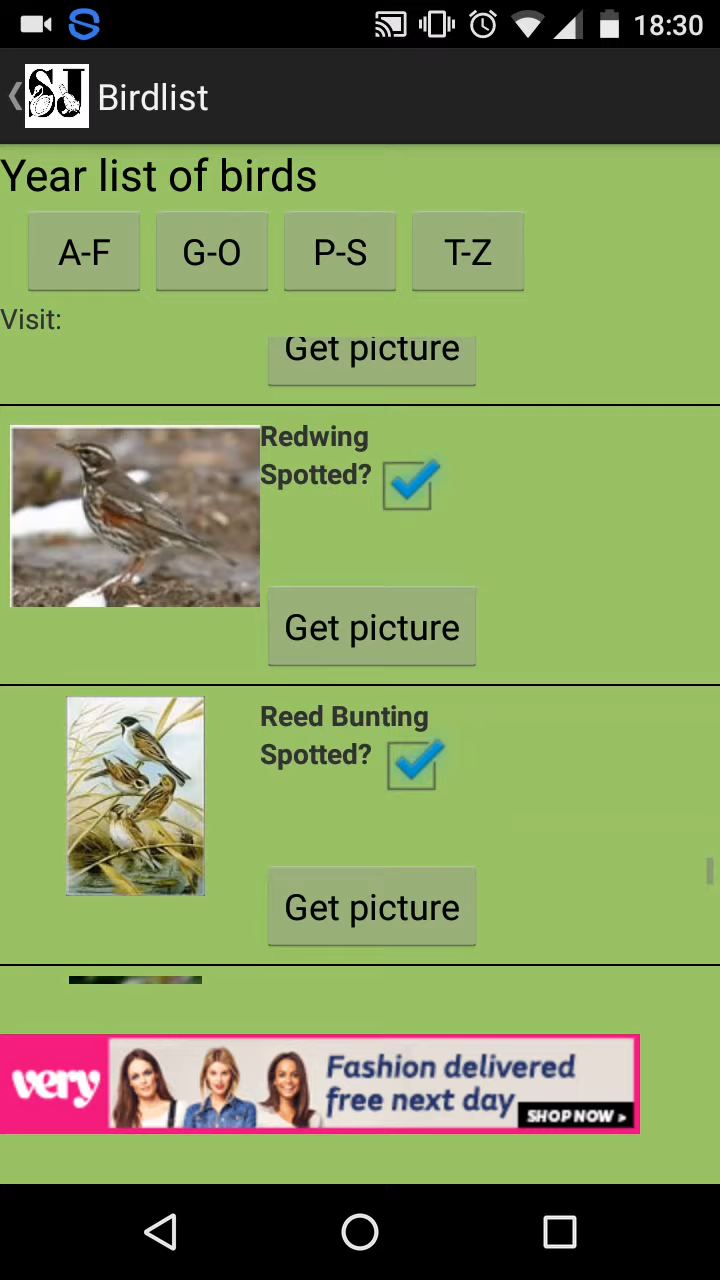 18:30
SJ
Birdlist
Year list of birds
A-F G-O P-S T-Z
Visit:
Get picture
Redwing
Spotted?
Get picture
Reed Bunting
Spotted?
Get picture
very
Fashion delivered
free next day
SHOP NOW >